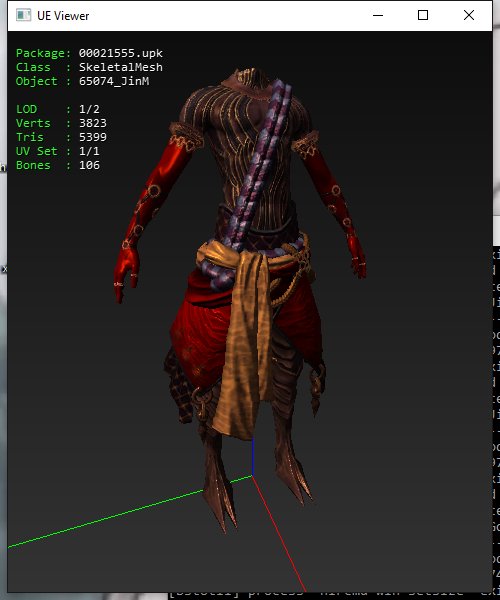 UE Viewer
Package: 00021555.upk
Class  : SkeletalMesh
Object : 65074_JinM
LOD    : 1/2
Verts  : 3823
Tris   : 5399
UV Set : 1/1
Bones  : 106